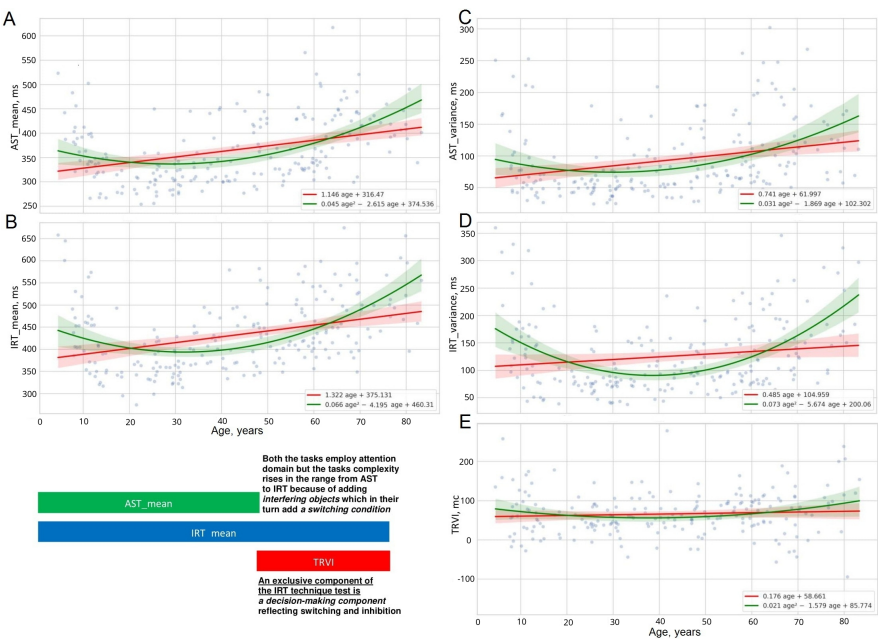 A
AST_mean, ms
600
550
500
450
400
350
300
250
1.146 age + 316.47
0.045 age² − 2.615 age + 374.536
B
IRT_mean, ms
650
600
550
500
450
400
350
300
1.322 age + 375.131
0.066 age² − 4.195 age + 460.31
0 10 20 30 40 50 60 70 80
Age, years
Both the tasks employ attention
domain but the tasks complexity
rises in the range from AST
to IRT because of adding
interfering objects which in their
turn add a switching condition
AST_mean
IRT mean
TRVI
An exclusive component of
the IRT technique test is
a decision-making component
reflecting switching and inhibition
C
AST_variance, ms
300
250
200
150
100
50
0.741 age + 61.997
0.031 age² − 1.869 age + 102.302
D
IRT_variance, ms
350
300
250
200
150
100
50
0.485 age + 104.959
0.073 age² − 5.674 age + 200.06
E
TRVI, mc
200
100
0
-100
0.176 age + 58.661
0.021 age² − 1.579 age + 85.774
0 10 20 30 40 50 60 70 80
Age, years